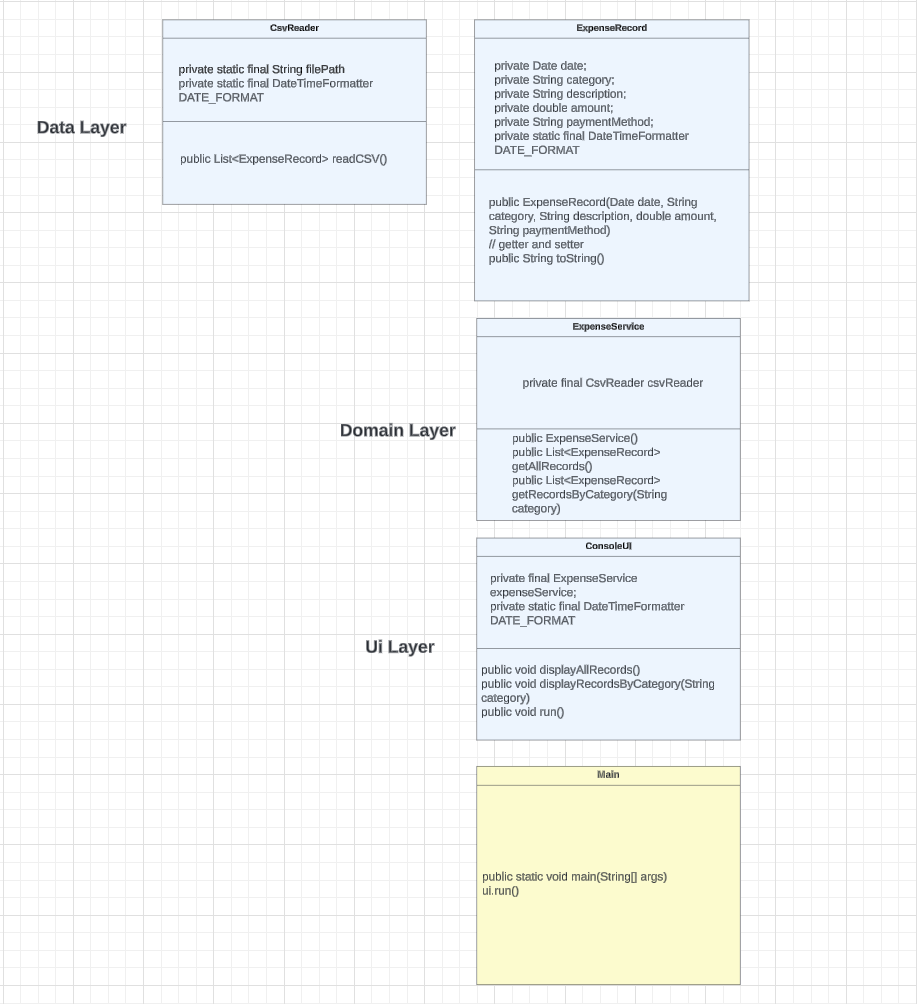 CsvReader
private static final String filePath
private static final DateTimeFormatter
DATE_FORMAT
public List<ExpenseRecord> readCSV()
Data Layer
ExpenseRecord
private Date date;
private String category;
private String description;
private double amount;
private String paymentMethod;
private static final DateTimeFormatter
DATE_FORMAT
public ExpenseRecord(Date date, String
category, String description, double amount,
String paymentMethod)
// getter and setter
public String toString()
Domain Layer
ExpenseService
private final CsvReader csvReader
public ExpenseService()
public List<ExpenseRecord>
getAllRecords()
public List<ExpenseRecord>
getRecordsByCategory(String
category)
Ui Layer
ConsoleUI
private final ExpenseService
expenseService;
private static final DateTimeFormatter
DATE_FORMAT
public void displayAllRecords()
public void displayRecordsByCategory(String
category)
public void run()
Main
public static void main(String[] args)
ui.run()